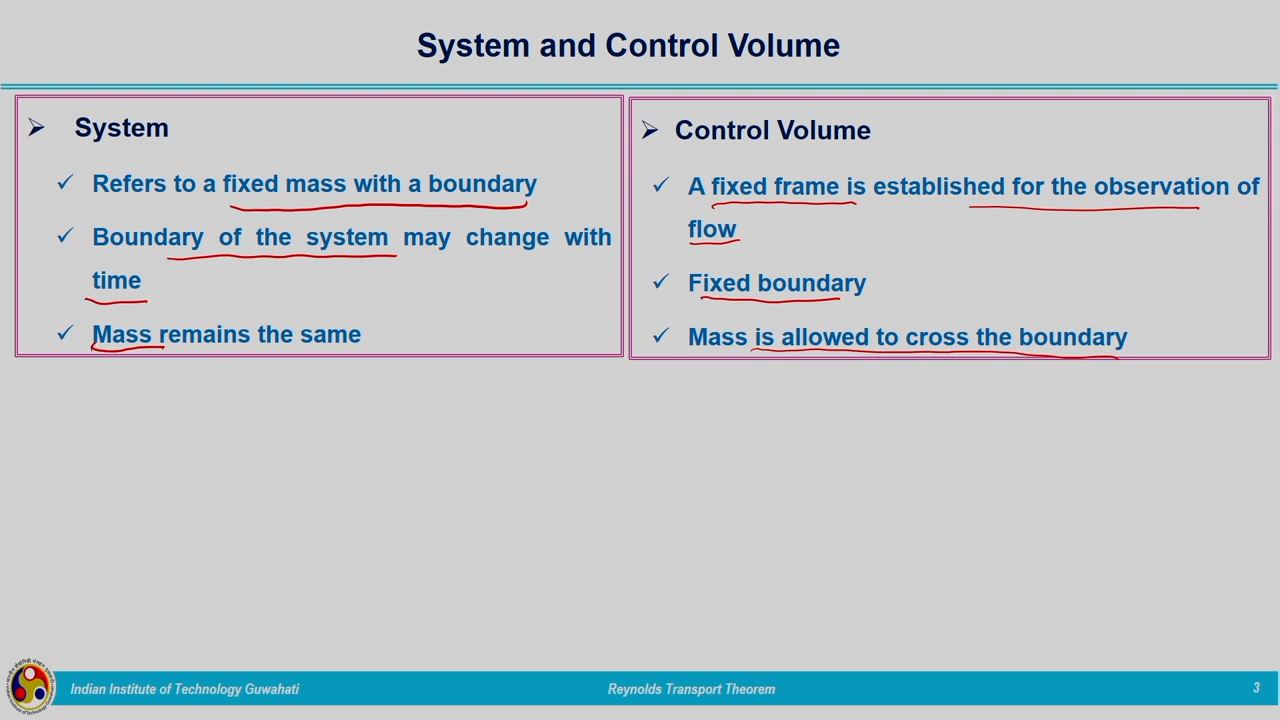 System and Control Volume
➢ System
✓ Refers to a fixed mass with a boundary
✓ Boundary of the system may change with
time
✓ Mass remains the same
➢ Control Volume
✓ A fixed frame is established for the observation of
flow
✓ Fixed boundary
✓ Mass is allowed to cross the boundary
Indian Institute of Technology Guwahati
Reynolds Transport Theorem
3